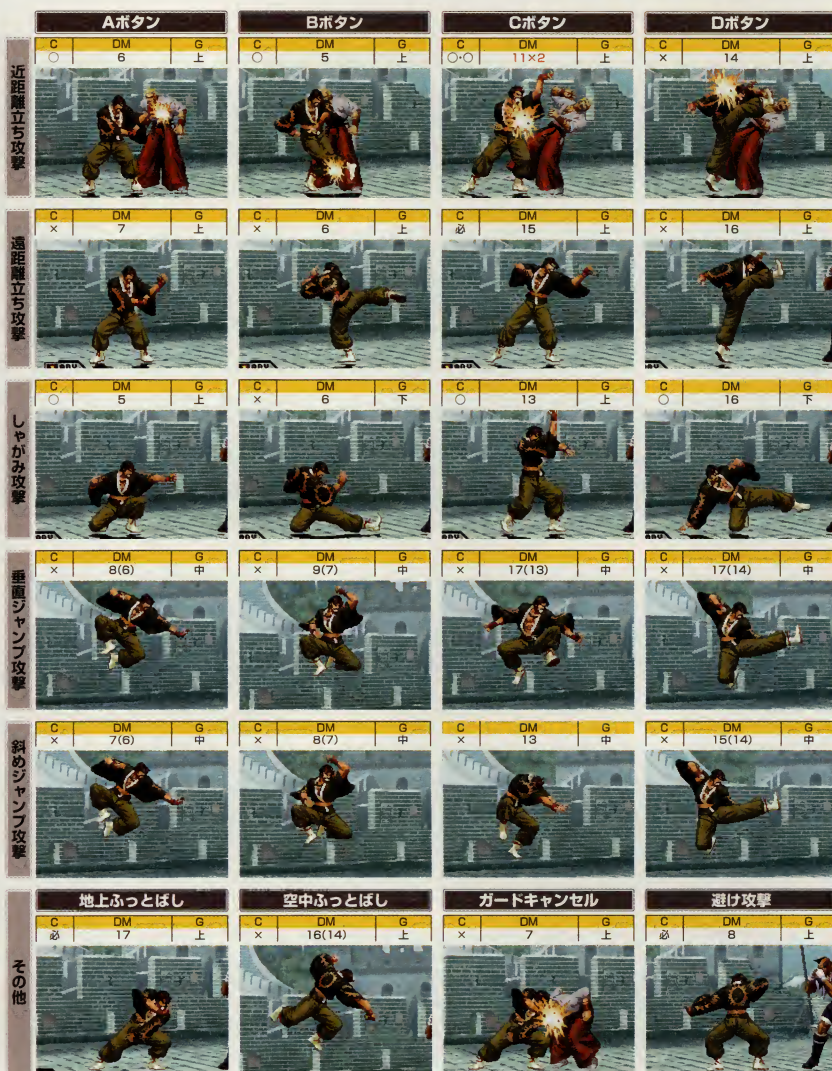 Aボタン Bボタン Cボタン Dボタン
近距離立ち攻撃
C DM G C DM G C DM G C DM G
○ 6 上 ○ 5 上 ○・○ 11×2 上 × 14 上
遠距離立ち攻撃
C DM G C DM G C DM G C DM G
× 7 上 × 6 上 必 15 上 × 16 上
しゃがみ攻撃
C DM G C DM G C DM G C DM G
○ 5 上 × 6 下 ○ 13 上 ○ 16 下
垂直ジャンプ攻撃
C DM G C DM G C DM G C DM G
× 8(6) 中 × 9(7) 中 × 17(13) 中 × 17(14) 中
斜めジャンプ攻撃
C DM G C DM G C DM G C DM G
× 7(6) 中 × 8(7) 中 × 13 中 × 15(14) 中
地上ふっとばし 空中ふっとばし ガードキャンセル 避け攻撃
その他
C DM G C DM G C DM G C DM G
必 17 上 × 16(14) 上 × 7 上 必 8 上